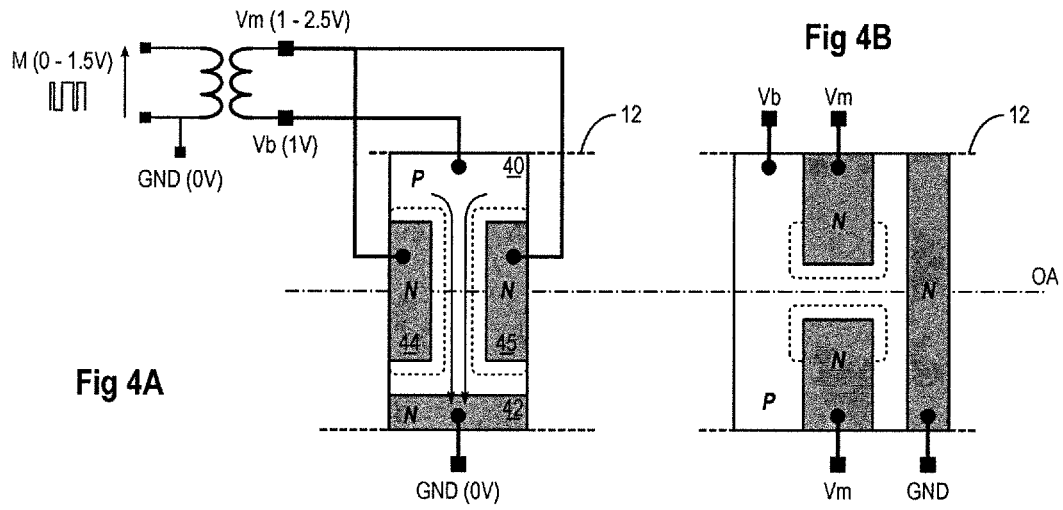 Vm (1 - 2.5V)
Fig 4B
M (0 - 1.5V)
Vb
Vm
12
12
Vb (1V)
GND (0V)
P
40
N
N
N
OA
N
44
45
Fig 4A
N
42
P
N
GND (0V)
Vm
GND